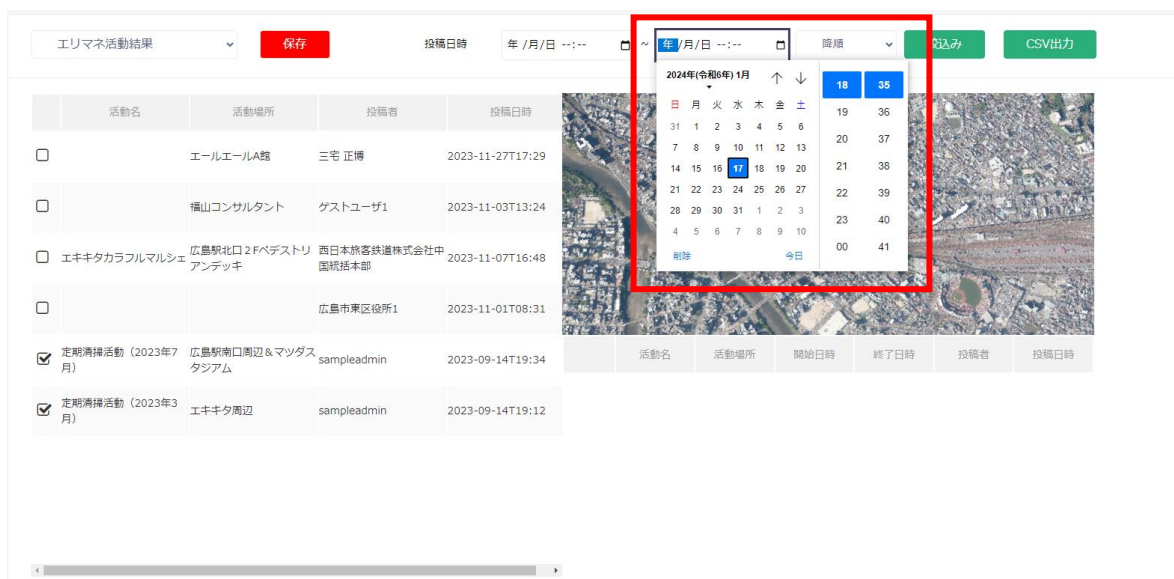 エリマネ活動結果 保存 投稿日時 年 /月/日 --:-- ~ 年 /月/日 --:-- 降順 込み CSV出力
2024年(令和6年) 1月
日 月 火 水 木 金 土
31 1 2 3 4 5 6
7 8 9 10 11 12 13
14 15 16 17 18 19 20
21 22 23 24 25 26 27
28 29 30 31 1 2 3
4 5 6 7 8 9 10
削除 今日
18 35
19 36
20 37
21 38
22 39
23 40
00 41
活動名 活動場所 投稿者 投稿日時
エールエールA館 三宅 正博 2023-11-27T17:29
福山コンサルタント ゲストユーザ1 2023-11-03T13:24
エキキタカラフルマルシェ 広島駅北口2Fペデストリアンデッキ 西日本旅客鉄道株式会社中国統括本部 2023-11-07T16:48
広島市東区役所1 2023-11-01T08:31
定期清掃活動（2023年7月） 広島駅南口周辺＆マツダスタジアム sampleadmin 2023-09-14T19:34
定期清掃活動（2023年3月） エキキタ周辺 sampleadmin 2023-09-14T19:12
活動名 活動場所 開始日時 終了日時 投稿者 投稿日時